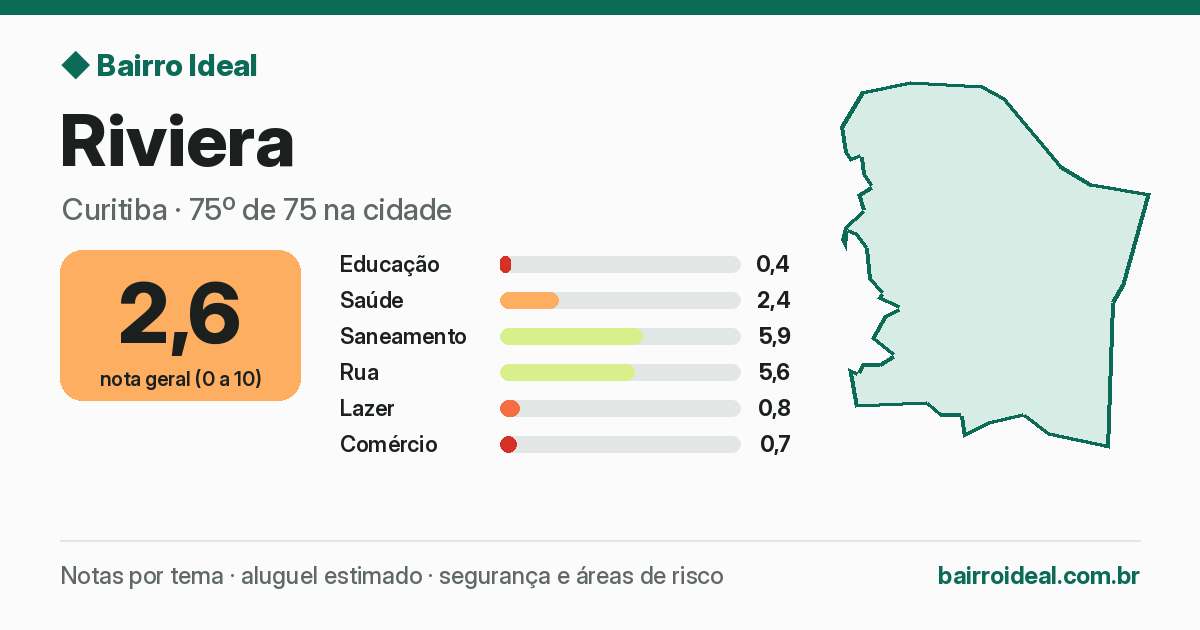 Bairro Ideal
Riviera
Curitiba · 75º de 75 na cidade
2,6
nota geral (0 a 10)
Educação 0,4
Saúde 2,4
Saneamento 5,9
Rua 5,6
Lazer 0,8
Comércio 0,7
Notas por tema · aluguel estimado · segurança e áreas de risco
bairroideal.com.br